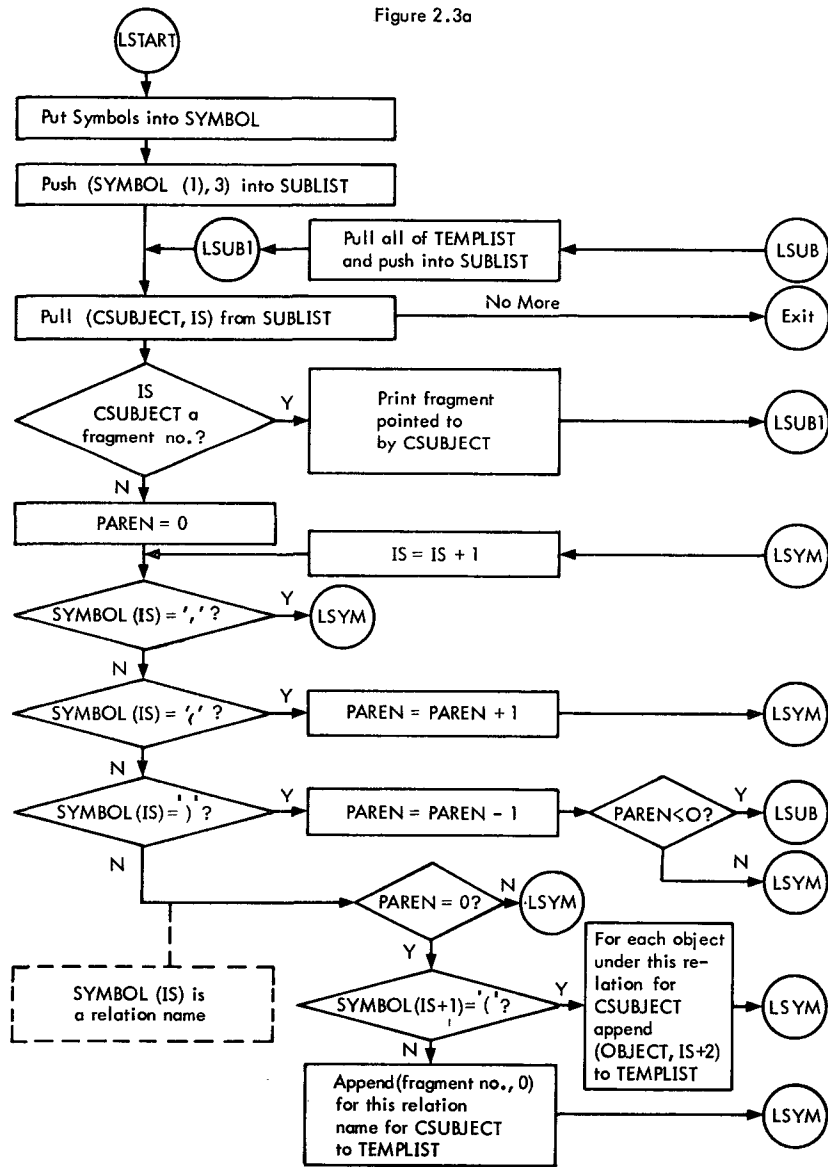 Figure 2.3a
LSTART
Put Symbols into SYMBOL
Push (SYMBOL (1), 3) into SUBLIST
LSUB1
Pull all of TEMPLIST
and push into SUBLIST
LSUB
Pull (CSUBJECT, IS) from SUBLIST
No More
Exit
IS
CSUBJECT a
fragment no.?
Y
Print fragment
pointed to
by CSUBJECT
LSUB1
N
PAREN = 0
IS = IS + 1
LSYM
SYMBOL (IS) = ',' ?
Y
LSYM
N
SYMBOL (IS) = '(' ?
Y
PAREN = PAREN + 1
LSYM
N
SYMBOL (IS) = ')' ?
Y
PAREN = PAREN - 1
PAREN<0?
Y
LSUB
N
LSYM
N
PAREN = 0?
N
LSYM
Y
SYMBOL (IS) is
a relation name
SYMBOL (IS+1) = '(' ?
Y
For each object
under this re-
lation for
CSUBJECT
append
(OBJECT, IS+2)
to TEMPLIST
LSYM
N
Append (fragment no., 0)
for this relation
name for CSUBJECT
to TEMPLIST
LSYM